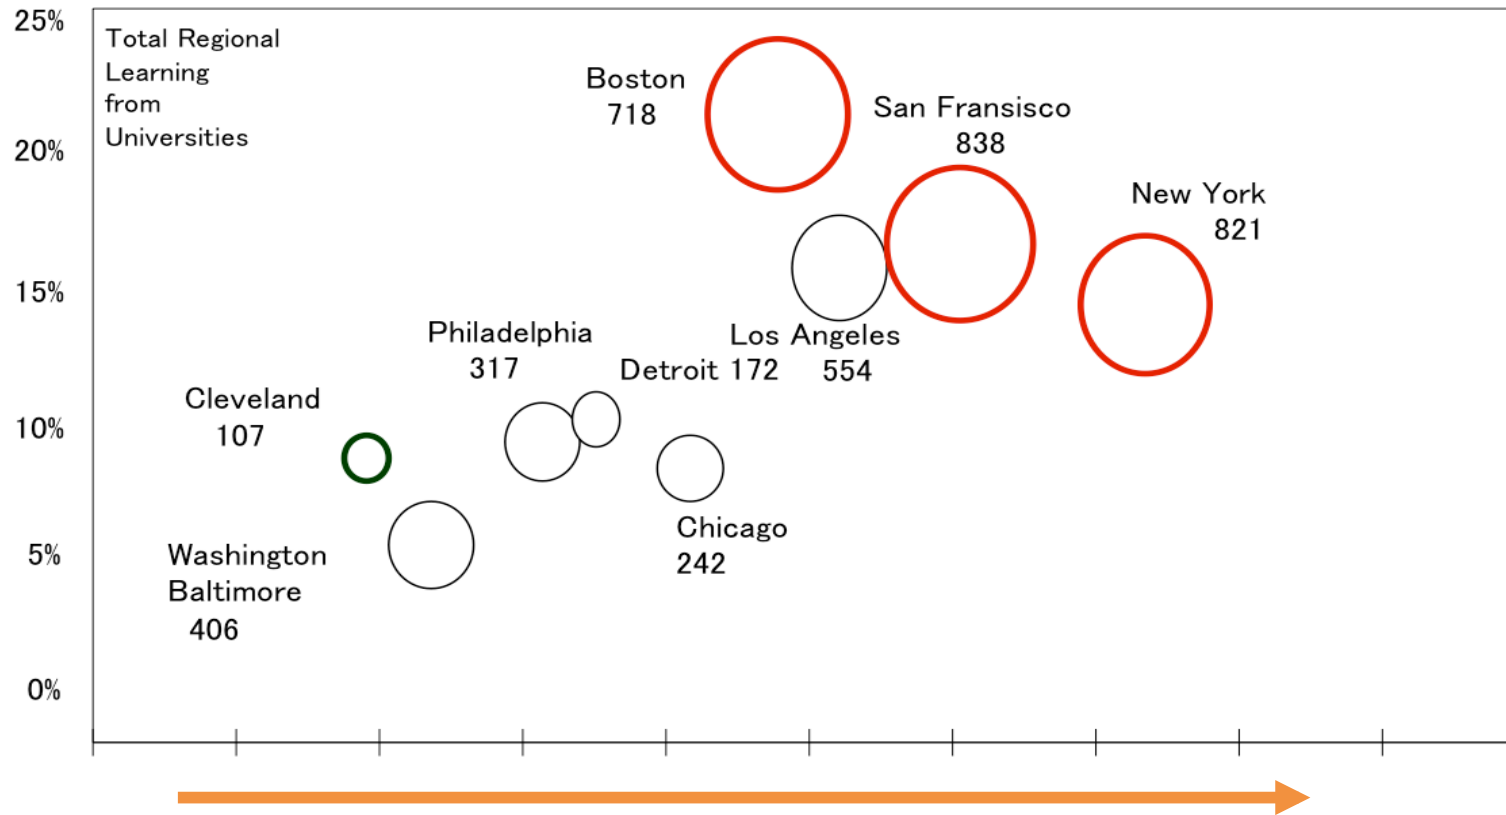 25%
Total Regional
Learning
from
Universities
20%
15%
10%
5%
0%
Boston
718
San Fransisco
838
New York
821
Los Angeles
554
Philadelphia
317
Detroit 172
Cleveland
107
Chicago
242
Washington
Baltimore
406